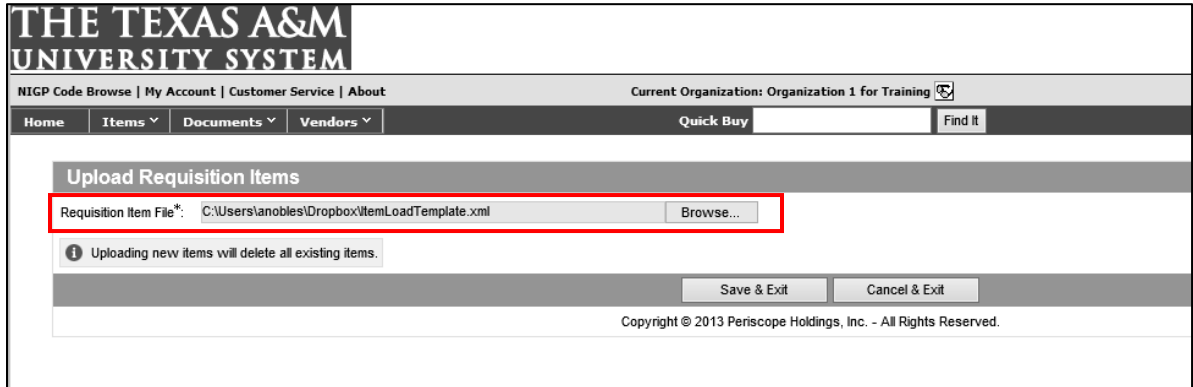 THE TEXAS A&M
UNIVERSITY SYSTEM
NIGP Code Browse | My Account | Customer Service | About
Current Organization: Organization 1 for Training
Home Items Documents Vendors
Quick Buy Find It
Upload Requisition Items
Requisition Item File*: C:\Users\anobles\Dropbox\ItemLoadTemplate.xml Browse...
Uploading new items will delete all existing items.
Save & Exit Cancel & Exit
Copyright © 2013 Periscope Holdings, Inc. - All Rights Reserved.